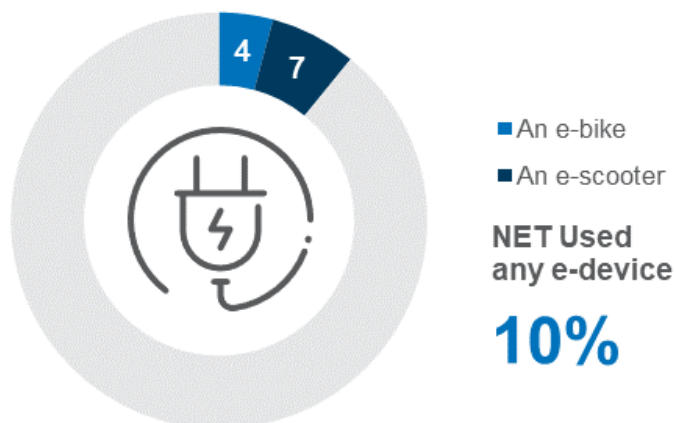 4
7
An e-bike
An e-scooter
NET Used
any e-device
10%